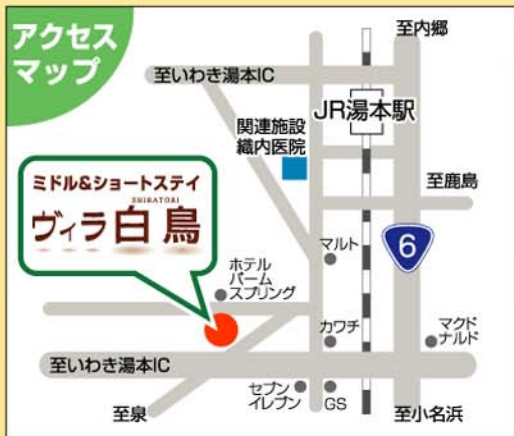 アクセス
マップ
至内郷
至いわき湯本IC
JR湯本駅
関連施設
織内医院
至鹿島
ミドル&ショートステイ
SHIRATORI
ヴィラ白鳥
6
マルト
ホテル
パーム
スプリング
カワチ
マクド
ナルド
至いわき湯本IC
セブン
イレブン
GS
至泉
至小名浜